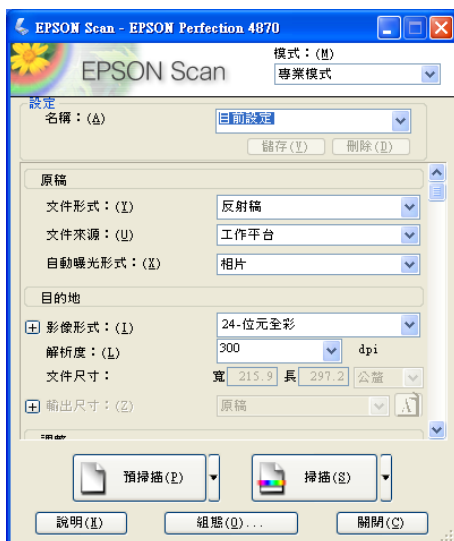 EPSON Scan - EPSON Perfection 4870
EPSON Scan
模式：(M)
專業模式
設定
名稱：(A) 目前設定
儲存(V) 刪除(D)
原稿
文件形式：(Y) 反射稿
文件來源：(U) 工作平台
自動曝光形式：(X) 相片
目的地
影像形式：(I) 24-位元全彩
解析度：(L) 300 dpi
文件尺寸： 寬 215.9 長 297.2 公釐
輸出尺寸：(Z) 原稿 A
預掃描(P) 掃描(S)
說明(H) 組態(O)... 關閉(C)